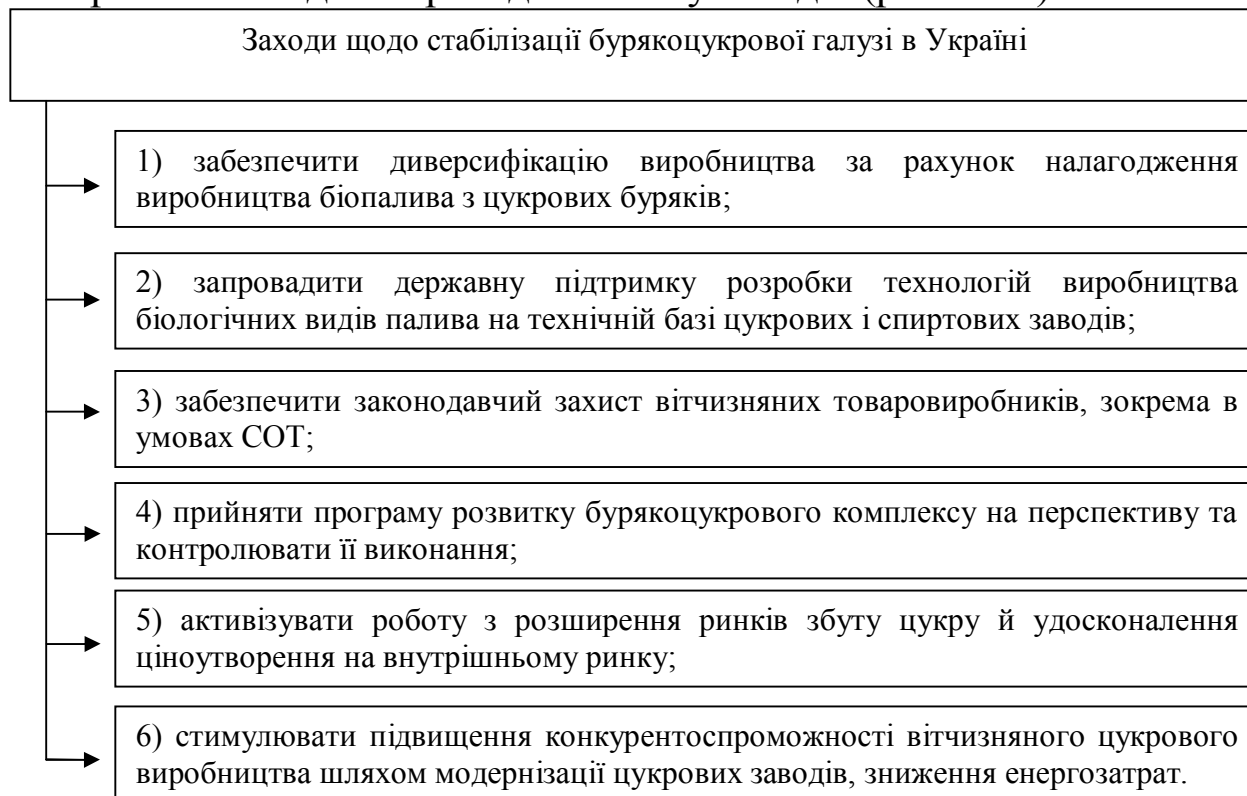 Заходи щодо стабілізації бурякоцукрової галузі в Україні
1) забезпечити диверсифікацію виробництва за рахунок налагодження
виробництва біопалива з цукрових буряків;
2) запровадити державну підтримку розробки технологій виробництва
біологічних видів палива на технічній базі цукрових і спиртових заводів;
3) забезпечити законодавчий захист вітчизняних товаровиробників, зокрема в
умовах СОТ;
4) прийняти програму розвитку бурякоцукрового комплексу на перспективу та
контролювати її виконання;
5) активізувати роботу з розширення ринків збуту цукру й удосконалення
ціноутворення на внутрішньому ринку;
6) стимулювати підвищення конкурентоспроможності вітчизняного цукрового
виробництва шляхом модернізації цукрових заводів, зниження енергозатрат.